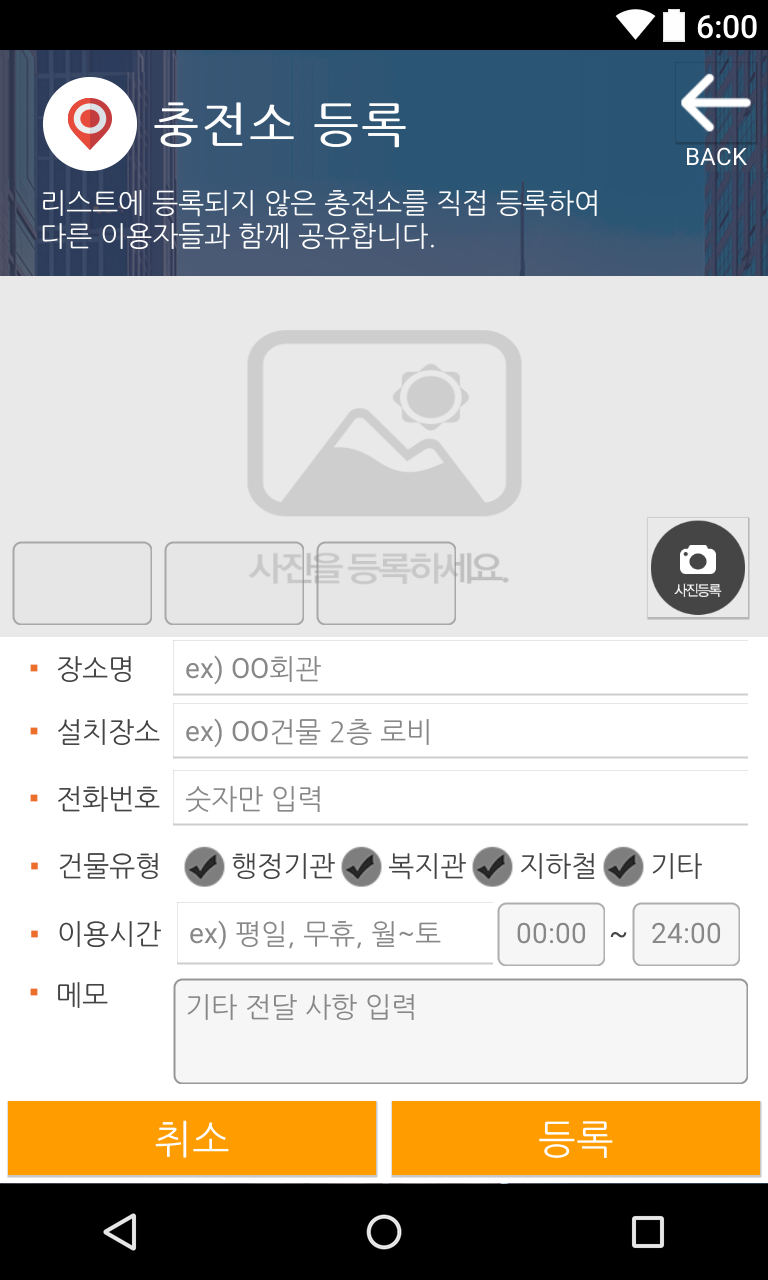 6:00
충전소 등록
BACK
리스트에 등록되지 않은 충전소를 직접 등록하여
다른 이용자들과 함께 공유합니다.
사진을 등록하세요.
사진등록
장소명 ex) OO회관
설치장소 ex) OO건물 2층 로비
전화번호 숫자만 입력
건물유형 행정기관 복지관 지하철 기타
이용시간 ex) 평일, 무휴, 월~토 00:00 ~ 24:00
메모 기타 전달 사항 입력
취소 등록